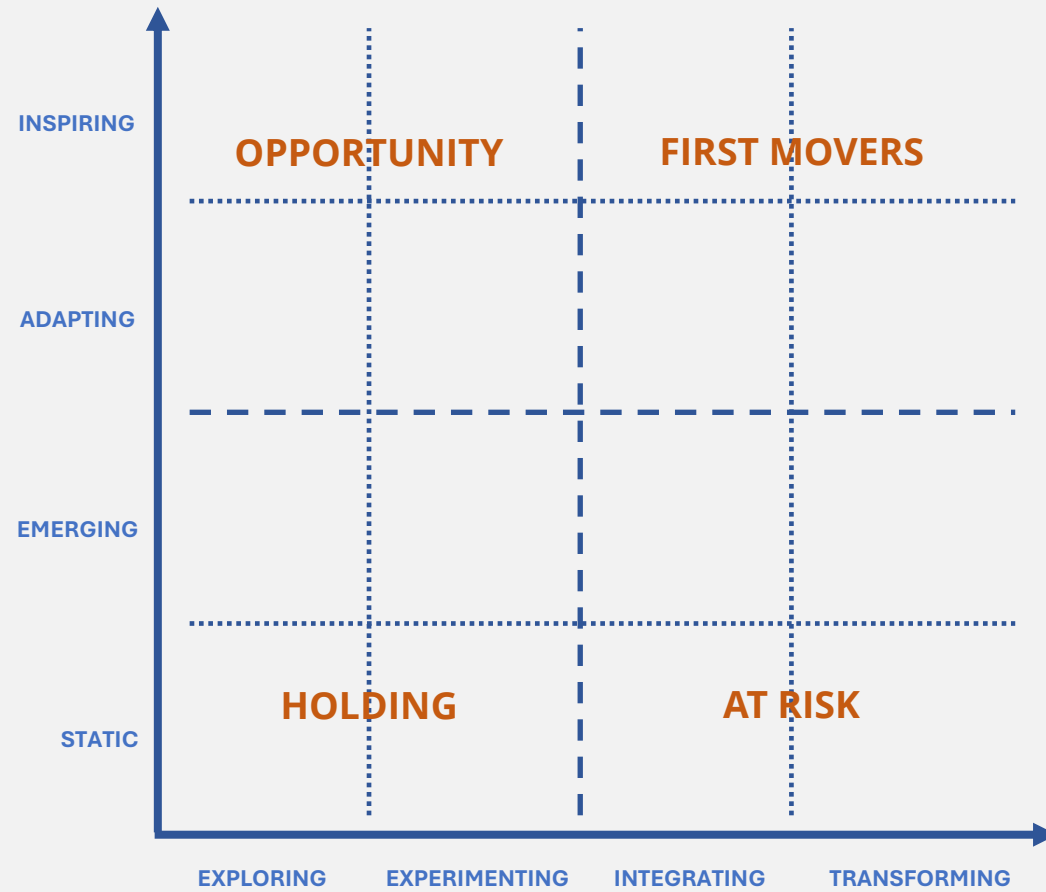 INSPIRING
OPPORTUNITY
FIRST MOVERS
ADAPTING
EMERGING
HOLDING
AT RISK
STATIC
EXPLORING
EXPERIMENTING
INTEGRATING
TRANSFORMING